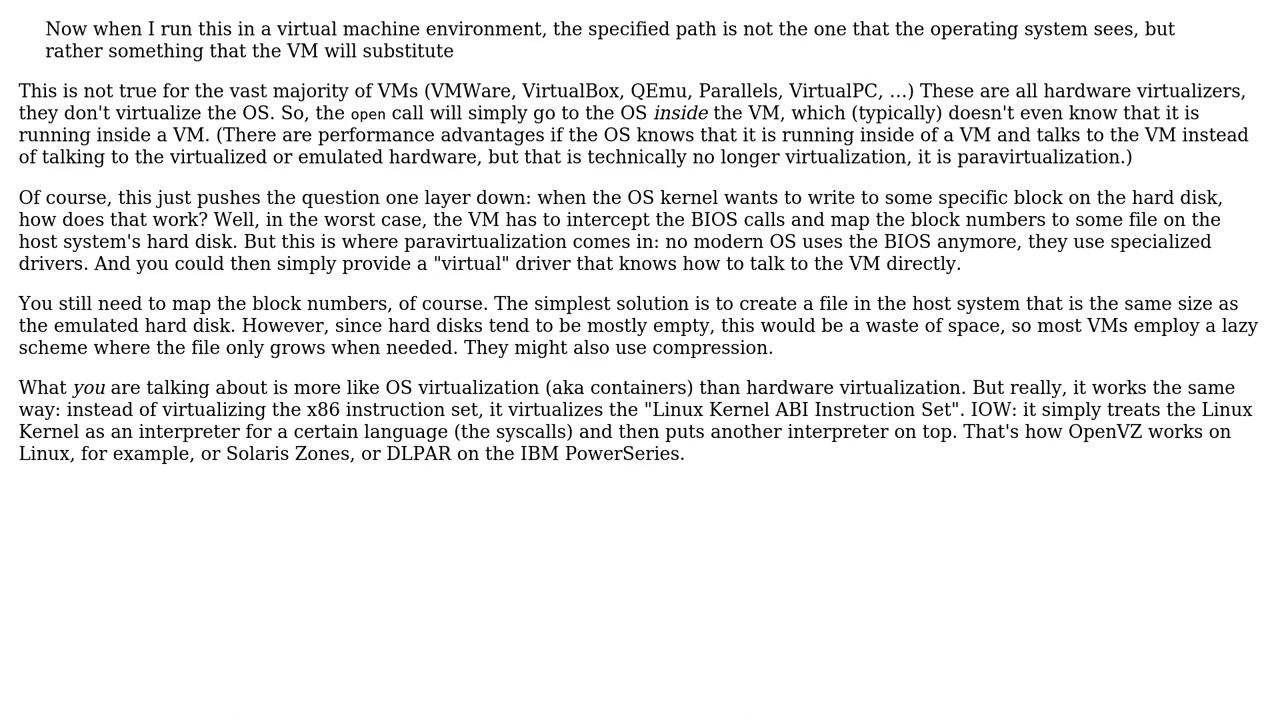 Now when I run this in a virtual machine environment, the specified path is not the one that the operating system sees, but
rather something that the VM will substitute
This is not true for the vast majority of VMs (VMWare, VirtualBox, QEmu, Parallels, VirtualPC, …) These are all hardware virtualizers,
they don't virtualize the OS. So, the open call will simply go to the OS inside the VM, which (typically) doesn't even know that it is
running inside a VM. (There are performance advantages if the OS knows that it is running inside of a VM and talks to the VM instead
of talking to the virtualized or emulated hardware, but that is technically no longer virtualization, it is paravirtualization.)
Of course, this just pushes the question one layer down: when the OS kernel wants to write to some specific block on the hard disk,
how does that work? Well, in the worst case, the VM has to intercept the BIOS calls and map the block numbers to some file on the
host system's hard disk. But this is where paravirtualization comes in: no modern OS uses the BIOS anymore, they use specialized
drivers. And you could then simply provide a "virtual" driver that knows how to talk to the VM directly.
You still need to map the block numbers, of course. The simplest solution is to create a file in the host system that is the same size as
the emulated hard disk. However, since hard disks tend to be mostly empty, this would be a waste of space, so most VMs employ a lazy
scheme where the file only grows when needed. They might also use compression.
What you are talking about is more like OS virtualization (aka containers) than hardware virtualization. But really, it works the same
way: instead of virtualizing the x86 instruction set, it virtualizes the "Linux Kernel ABI Instruction Set". IOW: it simply treats the Linux
Kernel as an interpreter for a certain language (the syscalls) and then puts another interpreter on top. That's how OpenVZ works on
Linux, for example, or Solaris Zones, or DLPAR on the IBM PowerSeries.